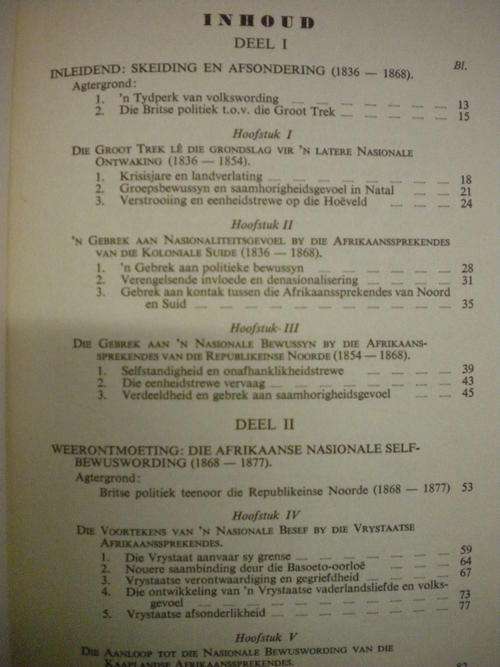 INHOUD
DEEL I
Bl.
INLEIDEND: SKEIDING EN AFSONDERING (1836 — 1868).
Agtergrond:
1. 'n Tydperk van volkswording — — — — — — 13
2. Die Britse politiek t.o.v. die Groot Trek — — — — 15
Hoofstuk I
DIE GROOT TREK LÊ DIE GRONDSLAG VIR 'N LATERE NASIONALE
ONTWAKING (1836 — 1854).
1. Krisisjare en landverlating — — — — — — 18
2. Groepsbewussyn en saamhorigheidsgevoel in Natal — — 21
3. Verstrooiing en eenheidstrewe op die Hoëveld — — 24
Hoofstuk II
'N GEBREK AAN NASIONALITEITSGEVOEL BY DIE AFRIKAANSSPREKENDES
VAN DIE KOLONIALE SUIDE (1836 — 1868).
1. 'n Gebrek aan politieke bewussyn — — — — — 28
2. Verengelsende invloede en denasionalisering — — — 31
3. Gebrek aan kontak tussen die Afrikaanssprekendes van Noord
en Suid — — — — — — — — 35
Hoofstuk III
DIE GEBREK AAN 'N NASIONALE BEWUSSYN BY DIE AFRIKAANS-
SPREKENDES VAN DIE REPUBLIKEINSE NOORDE (1854 — 1868).
1. Selfstandigheid en onafhanklikheidstrewe — — — — 39
2. Die eenheidstrewe vervaag — — — — — — 43
3. Verdeeldheid en gebrek aan saamhorigheidsgevoel — — 45
DEEL II
WEERONTMOETING: DIE AFRIKAANSE NASIONALE SELF-
BEWUSWORDING (1868 — 1877).
Agtergrond:
Britse politiek teenoor die Republikeinse Noorde (1868 — 1877) 53
Hoofstuk IV
DIE VOORTEKENS VAN 'N NASIONALE BESEF BY DIE VRYSTAATSE
AFRIKAANSSPREKENDES.
1. Die Vrystaat aanvaar sy grense — — — — — 59
2. Nouere saambinding deur die Basoeto-oorloë — — — 64
3. Vrystaatse verontwaardiging en gegriefdheid — — — 67
4. Die ontwikkeling van 'n Vrystaatse vaderlandsliefde en volks-
gevoel — — — — — — — — 73
5. Vrystaatse afsonderlikheid — — — — — — 77
Hoofstuk V
DIE AANLOOP TOT DIE NASIONALE BEWUSWORDING VAN DIE
KAAPLANDSE AFRIKAANSSPREKENDES.